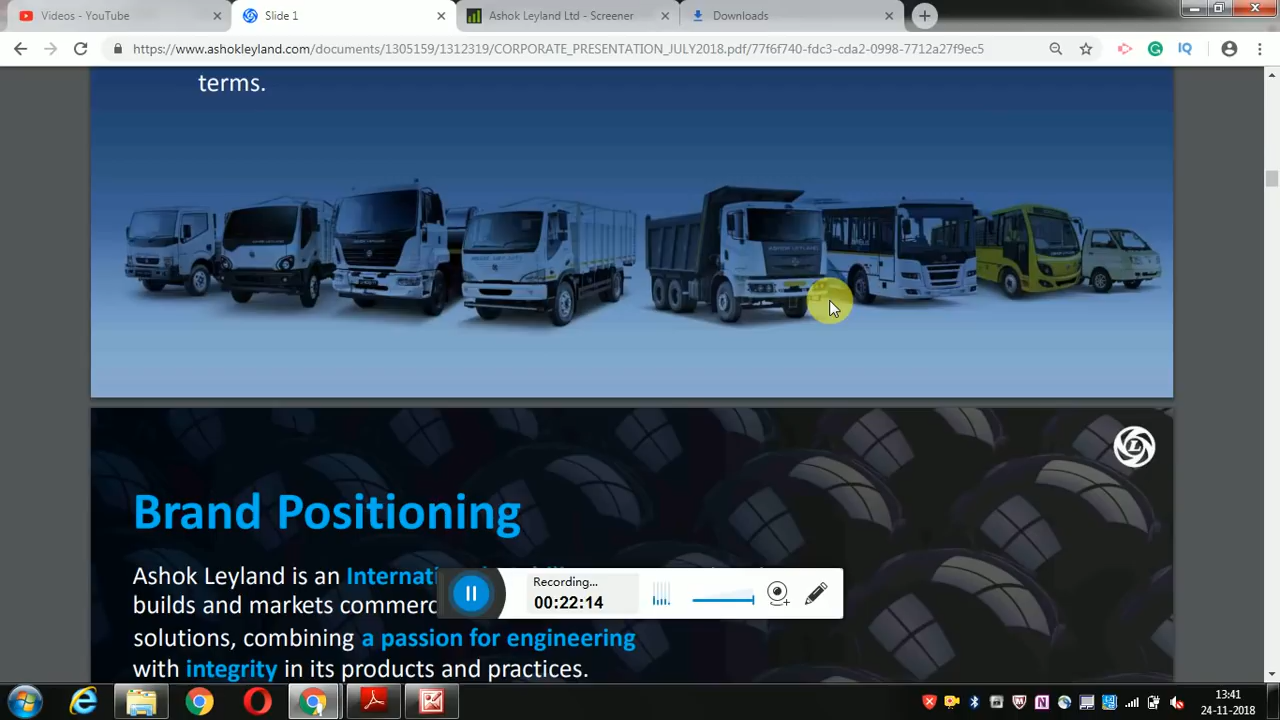 Videos - YouTube
Slide 1
Ashok Leyland Ltd - Screener
Downloads
https://www.ashokleyland.com/documents/1305159/1312319/CORPORATE_PRESENTATION_JULY2018.pdf/77f6f740-fdc3-cda2-0998-7712a27f9ec5
terms.
ASHOK LEYLAND
Brand Positioning
Ashok Leyland is an Internati
builds and markets commerc
solutions, combining a passion for engineering
with integrity in its products and practices.
Recording...
00:22:14
13:41
24-11-2018